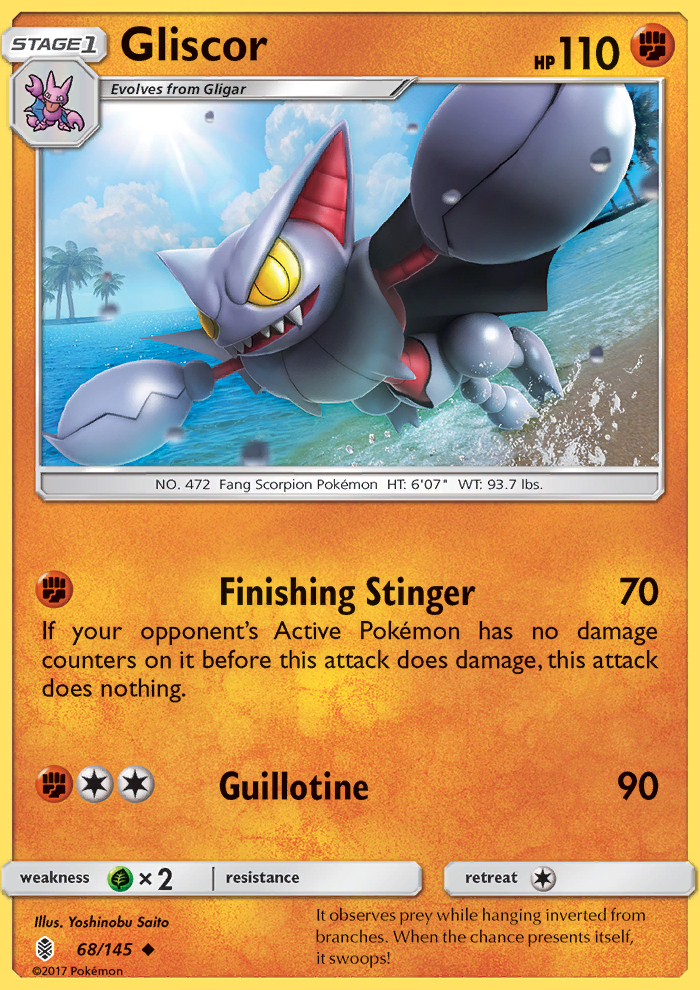 STAGE1
Gliscor
HP 110
Evolves from Gligar
NO. 472 Fang Scorpion Pokémon HT: 6'07" WT: 93.7 lbs.
Finishing Stinger 70
If your opponent's Active Pokémon has no damage
counters on it before this attack does damage, this attack
does nothing.
Guillotine 90
weakness ×2 resistance retreat
Illus. Yoshinobu Saito
68/145
©2017 Pokémon
It observes prey while hanging inverted from
branches. When the chance presents itself,
it swoops!